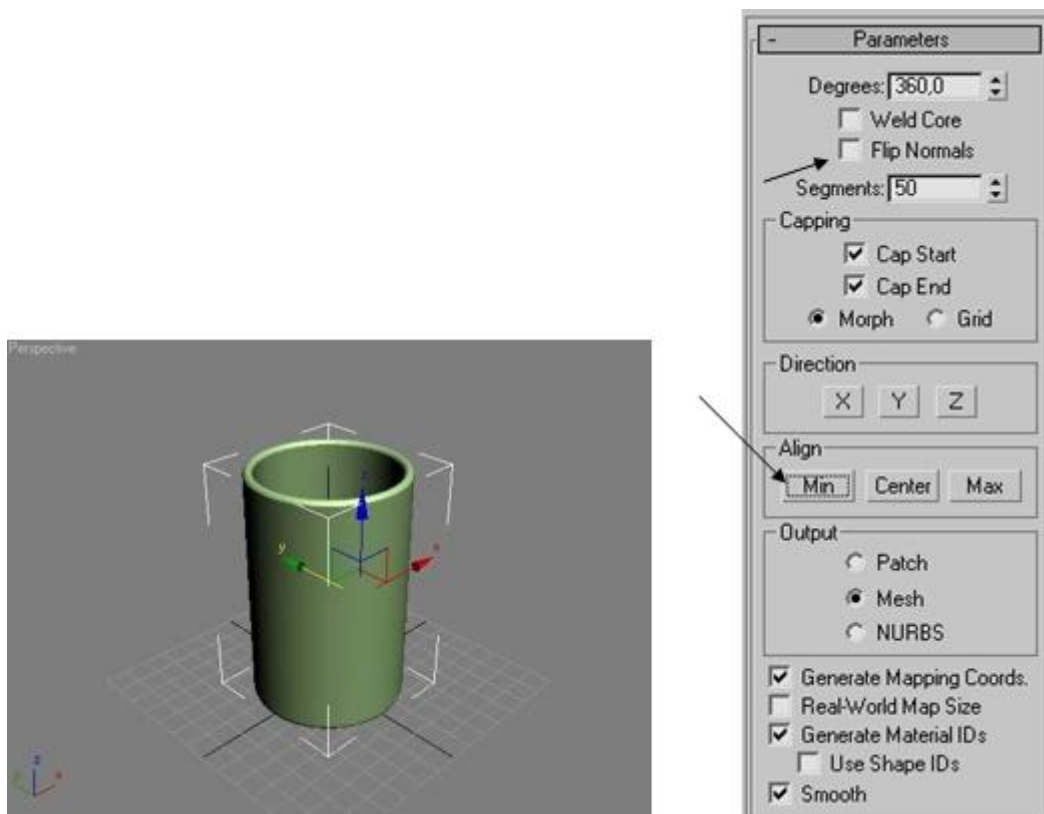 - Parameters
Degrees: 360,0
Weld Core
Flip Normals
Segments: 50
Capping
Cap Start
Cap End
Morph Grid
Direction
X Y Z
Align
Min Center Max
Output
Patch
Mesh
NURBS
Generate Mapping Coords.
Real-World Map Size
Generate Material IDs
Use Shape IDs
Smooth
Perspective
z
y x
z
y x